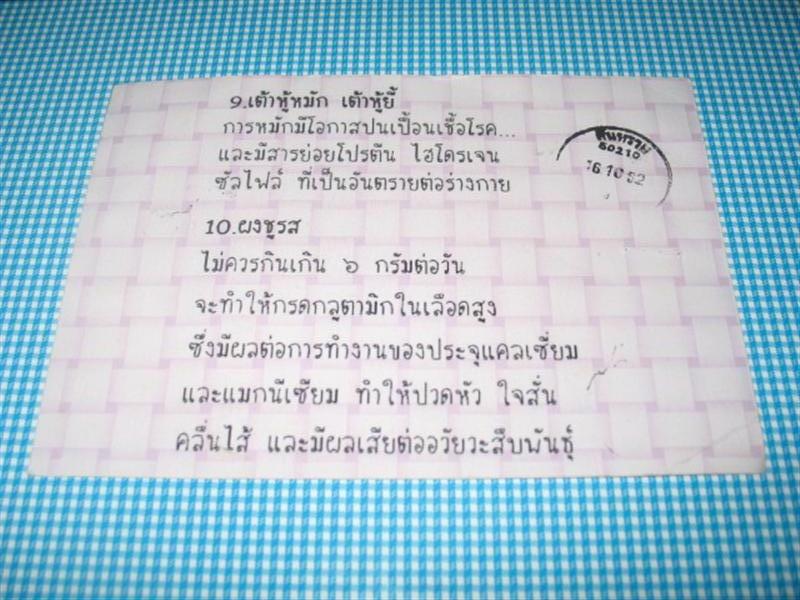 9.เต้าหู้หมัก เต้าหู้ยี้
การหมักมีโอกาสปนเปื้อนเชื้อโรค...
และมีสารย่อยโปรตีน ไฮโดรเจน
ซัลไฟล์ ที่เป็นอันตรายต่อร่างกาย
สันทราย
50210
16 10 52
10.ผงชูรส
ไม่ควรกินเกิน ๖ กรัมต่อวัน
จะทำให้กรดกลูตามิกในเลือดสูง
ซึ่งมีผลต่อการทำงานของประจุแคลเซี่ยม
และแมกนีเซียม ทำให้ปวดหัว ใจสั่น
คลื่นไส้ และมีผลเสียต่ออวัยวะสืบพันธุ์